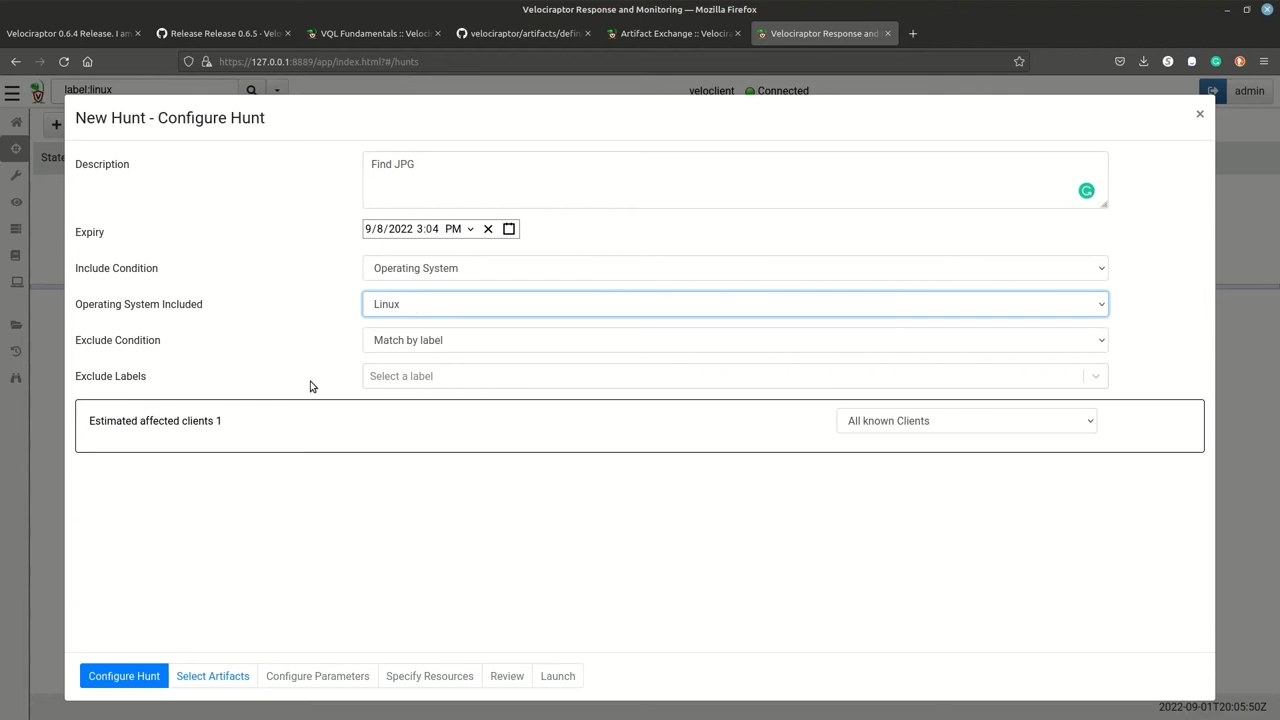 Velociraptor Response and Monitoring — Mozilla Firefox
Velociraptor 0.6.4 Release. I am
Release Release 0.6.5 · Velo
VQL Fundamentals :: Veloci
velociraptor/artifacts/defin
Artifact Exchange :: Velocira
Velociraptor Response and
https://127.0.0.1:8889/app/index.html?#/hunts
label:linux
veloclient
Connected
admin
State
New Hunt - Configure Hunt
Description
Find JPG
Expiry
9/8/2022 3:04 PM
Include Condition
Operating System
Operating System Included
Linux
Exclude Condition
Match by label
Exclude Labels
Select a label
Estimated affected clients 1
All known Clients
Configure Hunt
Select Artifacts
Configure Parameters
Specify Resources
Review
Launch
2022-09-01T20:05:50Z